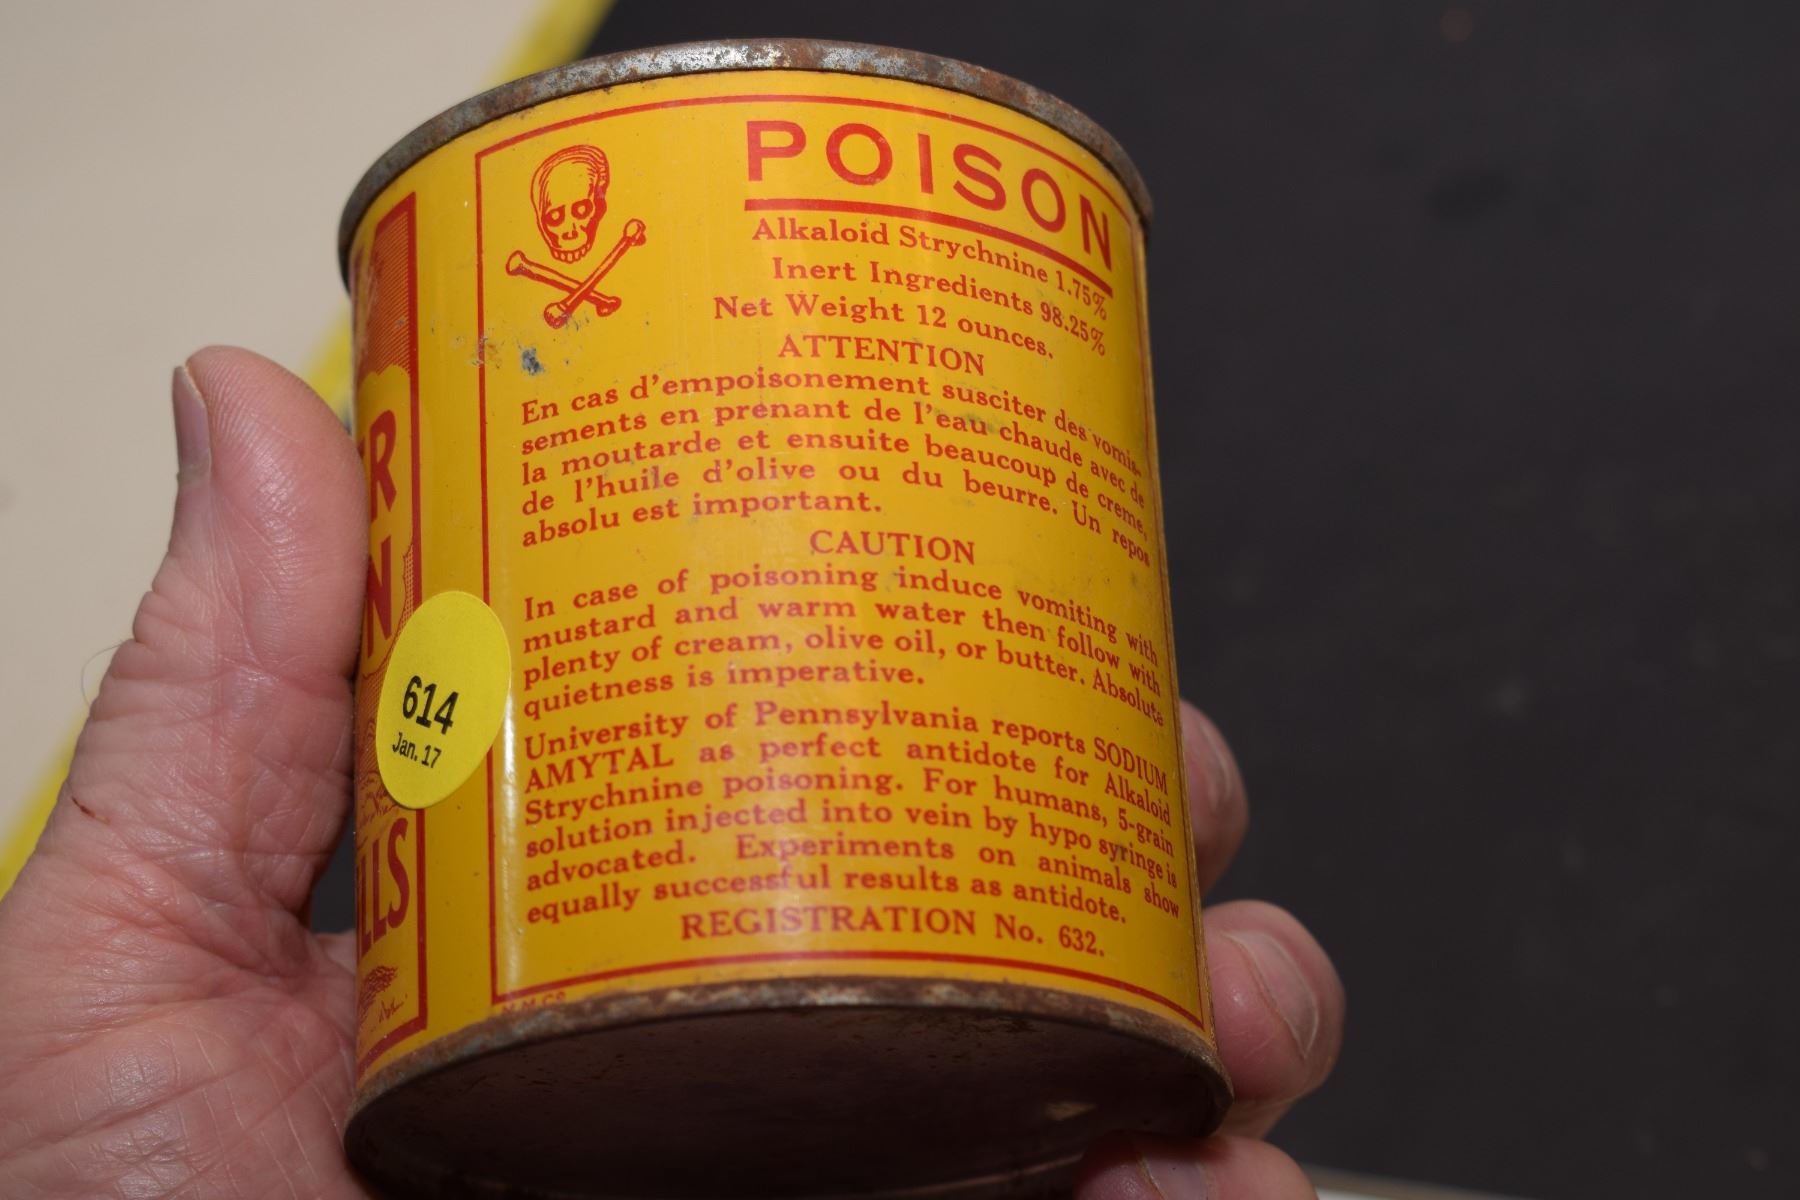 POISON
Alkaloid Strychnine 1.75%
Inert Ingredients 98.25%
Net Weight 12 ounces.
ATTENTION
En cas d'empoisonement susciter des vomis-
sements en prenant de l'eau chaude avec de
la moutarde et ensuite beaucoup de creme,
de l'huile d'olive ou du beurre. Un repos
absolu est important.
CAUTION
In case of poisoning induce vomiting with
mustard and warm water then follow with
plenty of cream, olive oil, or butter. Absolute
quietness is imperative.
University of Pennsylvania reports SODIUM
AMYTAL as perfect antidote for Alkaloid
Strychnine poisoning. For humans, 5-grain
solution injected into vein by hypo syringe is
advocated. Experiments on animals show
equally successful results as antidote.
REGISTRATION No. 632.
M.M.Co
ER
N
LLS
614
Jan. 17